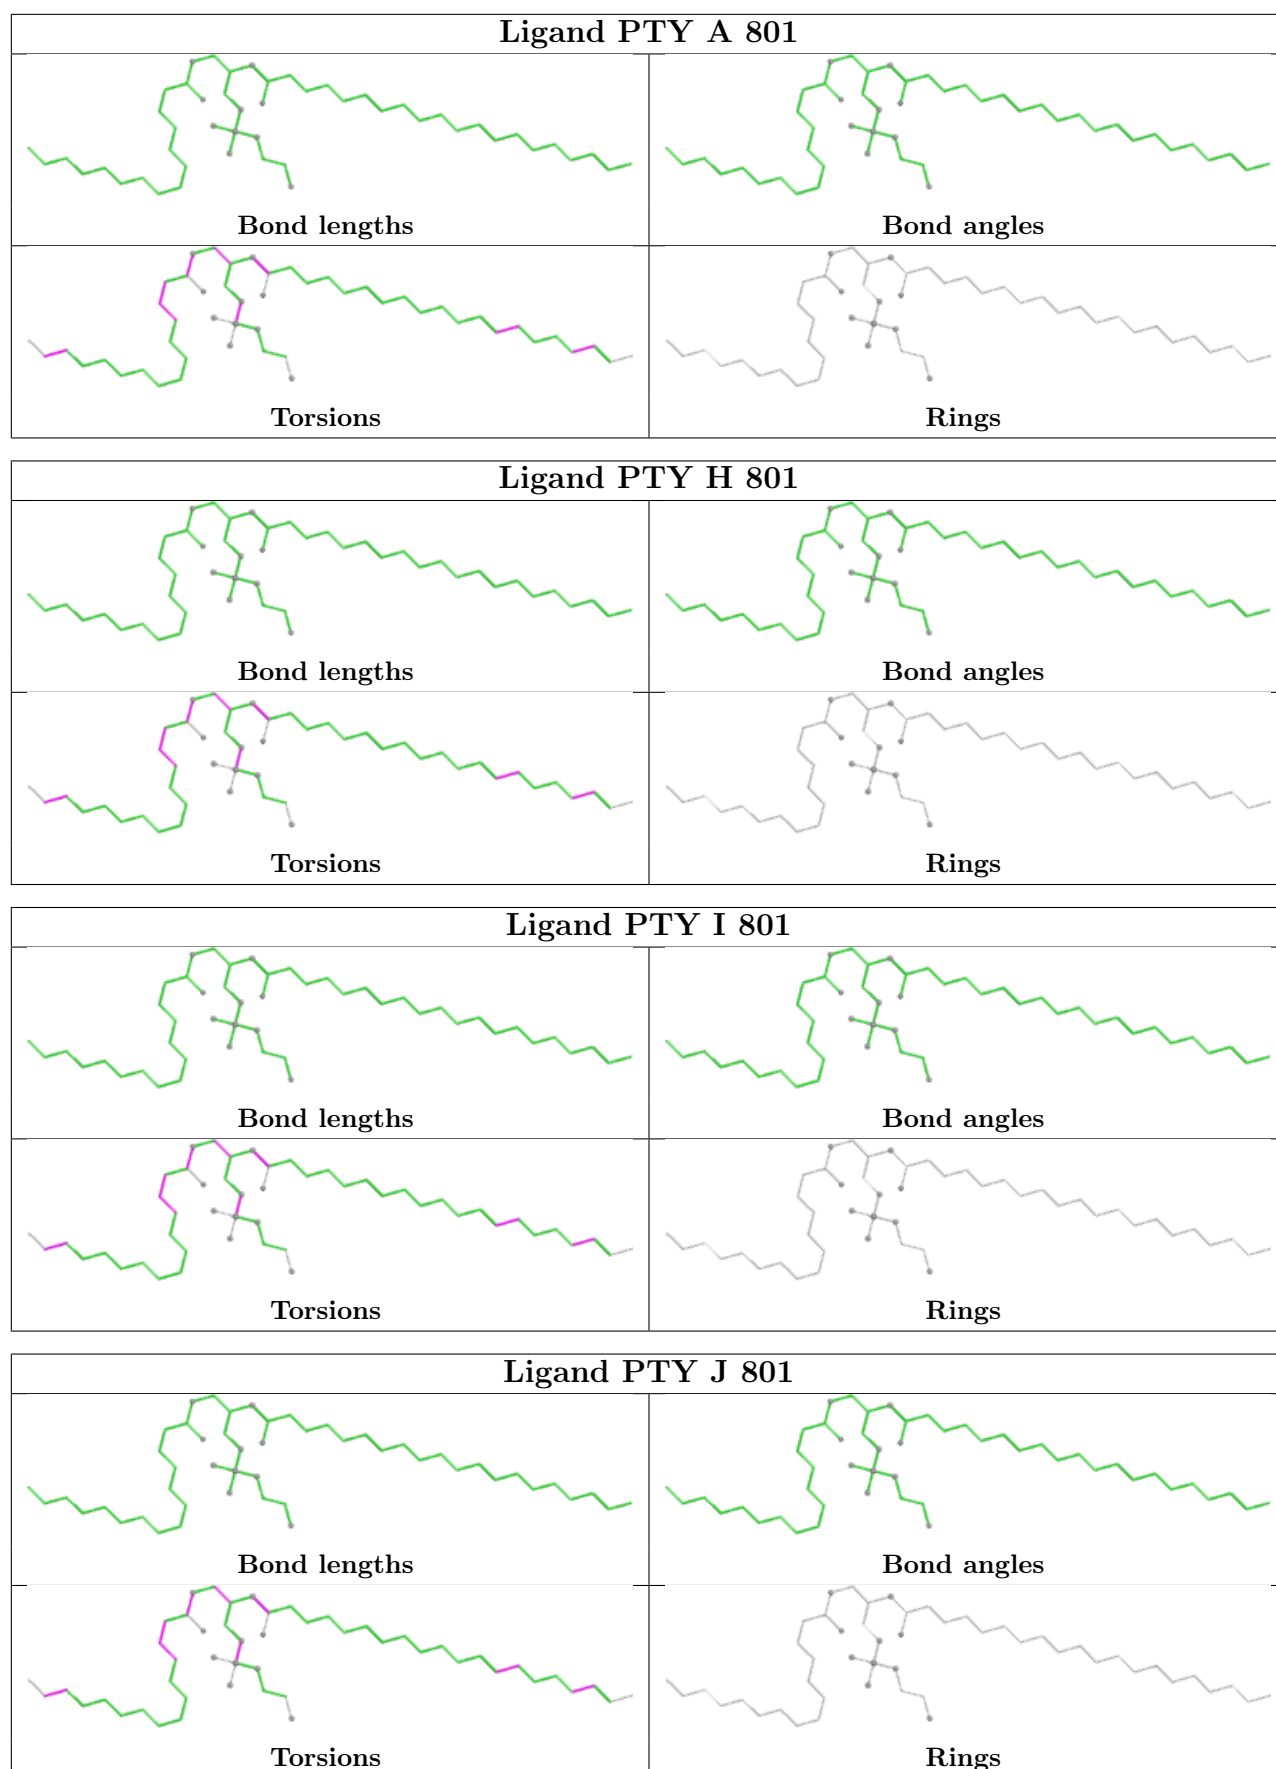 Ligand PTY A 801
Bond lengths
Bond angles
Torsions
Rings
Ligand PTY H 801
Bond lengths
Bond angles
Torsions
Rings
Ligand PTY I 801
Bond lengths
Bond angles
Torsions
Rings
Ligand PTY J 801
Bond lengths
Bond angles
Torsions
Rings